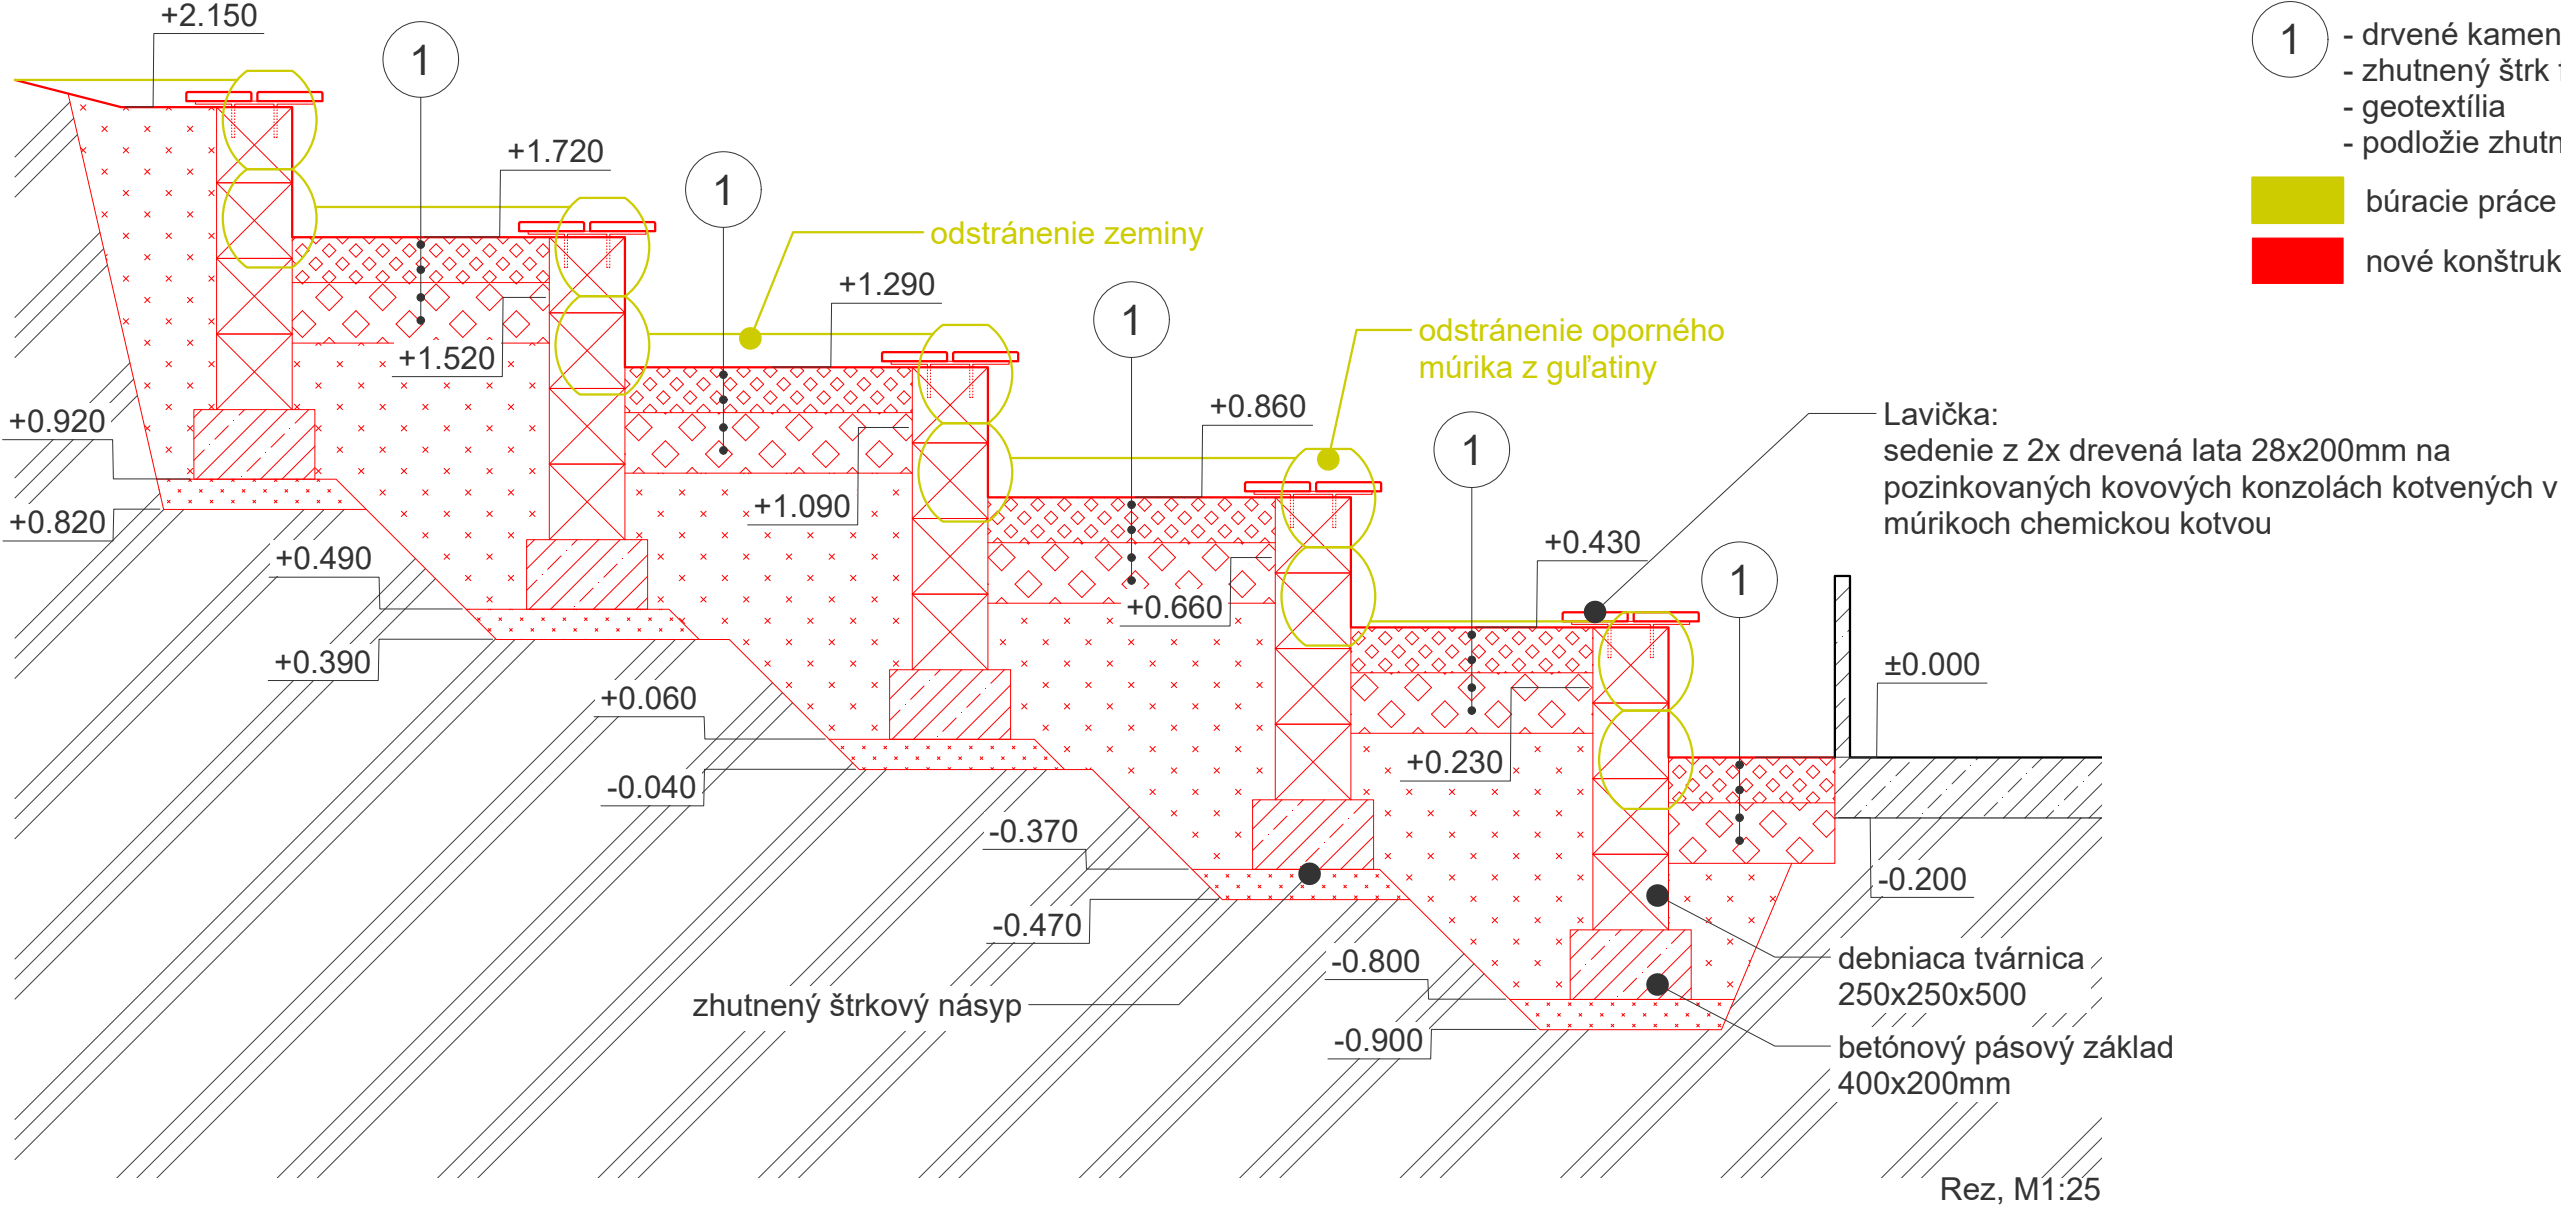 +2.150
1
+1.720
1
odstránenie zeminy
+1.290
1
+1.520
odstránenie oporného
múrika z guľatiny
+0.860
1
+0.920
+0.820
+1.090
Lavička:
sedenie z 2x drevená lata 28x200mm na
pozinkovaných kovových konzolách kotvených v
múrikoch chemickou kotvou
+0.430
1
+0.490
+0.390
+0.660
±0.000
+0.060
-0.040
+0.230
-0.370
-0.470
-0.200
-0.800
-0.900
zhutnený štrkový násyp
debniaca tvárnica
250x250x500
betónový pásový základ
400x200mm
Rez, M1:25
1
- drvené kamen
- zhutnený štrk
- geotextília
- podložie zhutn
búracie práce
nové konštruk